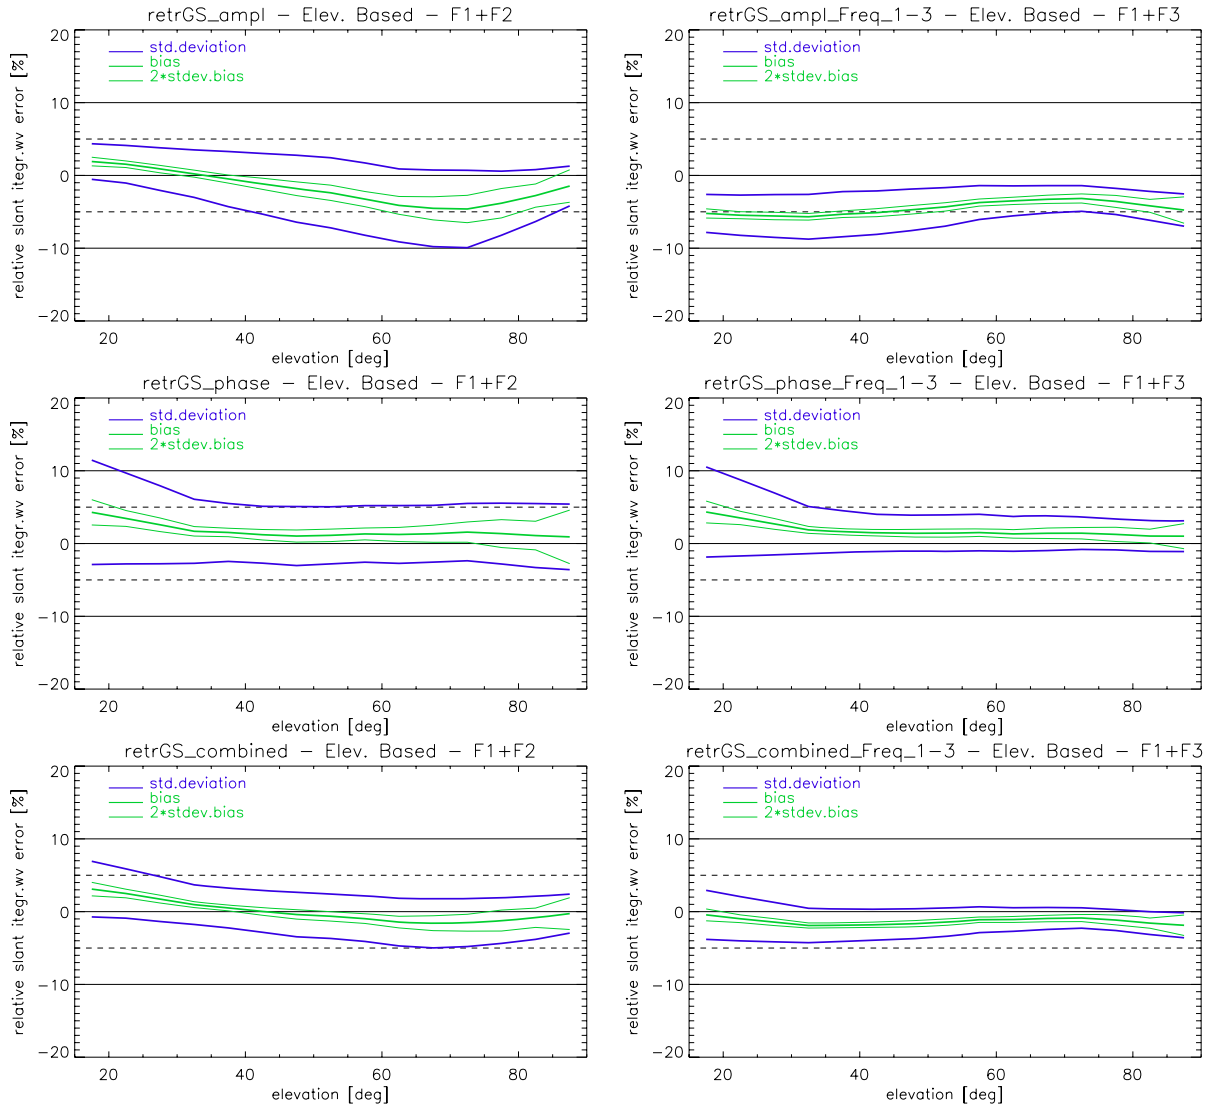 retrGS_ampl - Elev. Based - F1+F2
relative slant itegr.wv error [%]
20
10
0
-10
-20
std.deviation
bias
2*stdev.bias
20 40 60 80
elevation [deg]
retrGS_ampl_Freq_1-3 - Elev. Based - F1+F3
relative slant itegr.wv error [%]
20
10
0
-10
-20
std.deviation
bias
2*stdev.bias
20 40 60 80
elevation [deg]
retrGS_phase - Elev. Based - F1+F2
relative slant itegr.wv error [%]
20
10
0
-10
-20
std.deviation
bias
2*stdev.bias
20 40 60 80
elevation [deg]
retrGS_phase_Freq_1-3 - Elev. Based - F1+F3
relative slant itegr.wv error [%]
20
10
0
-10
-20
std.deviation
bias
2*stdev.bias
20 40 60 80
elevation [deg]
retrGS_combined - Elev. Based - F1+F2
relative slant itegr.wv error [%]
20
10
0
-10
-20
std.deviation
bias
2*stdev.bias
20 40 60 80
elevation [deg]
retrGS_combined_Freq_1-3 - Elev. Based - F1+F3
relative slant itegr.wv error [%]
20
10
0
-10
-20
std.deviation
bias
2*stdev.bias
20 40 60 80
elevation [deg]